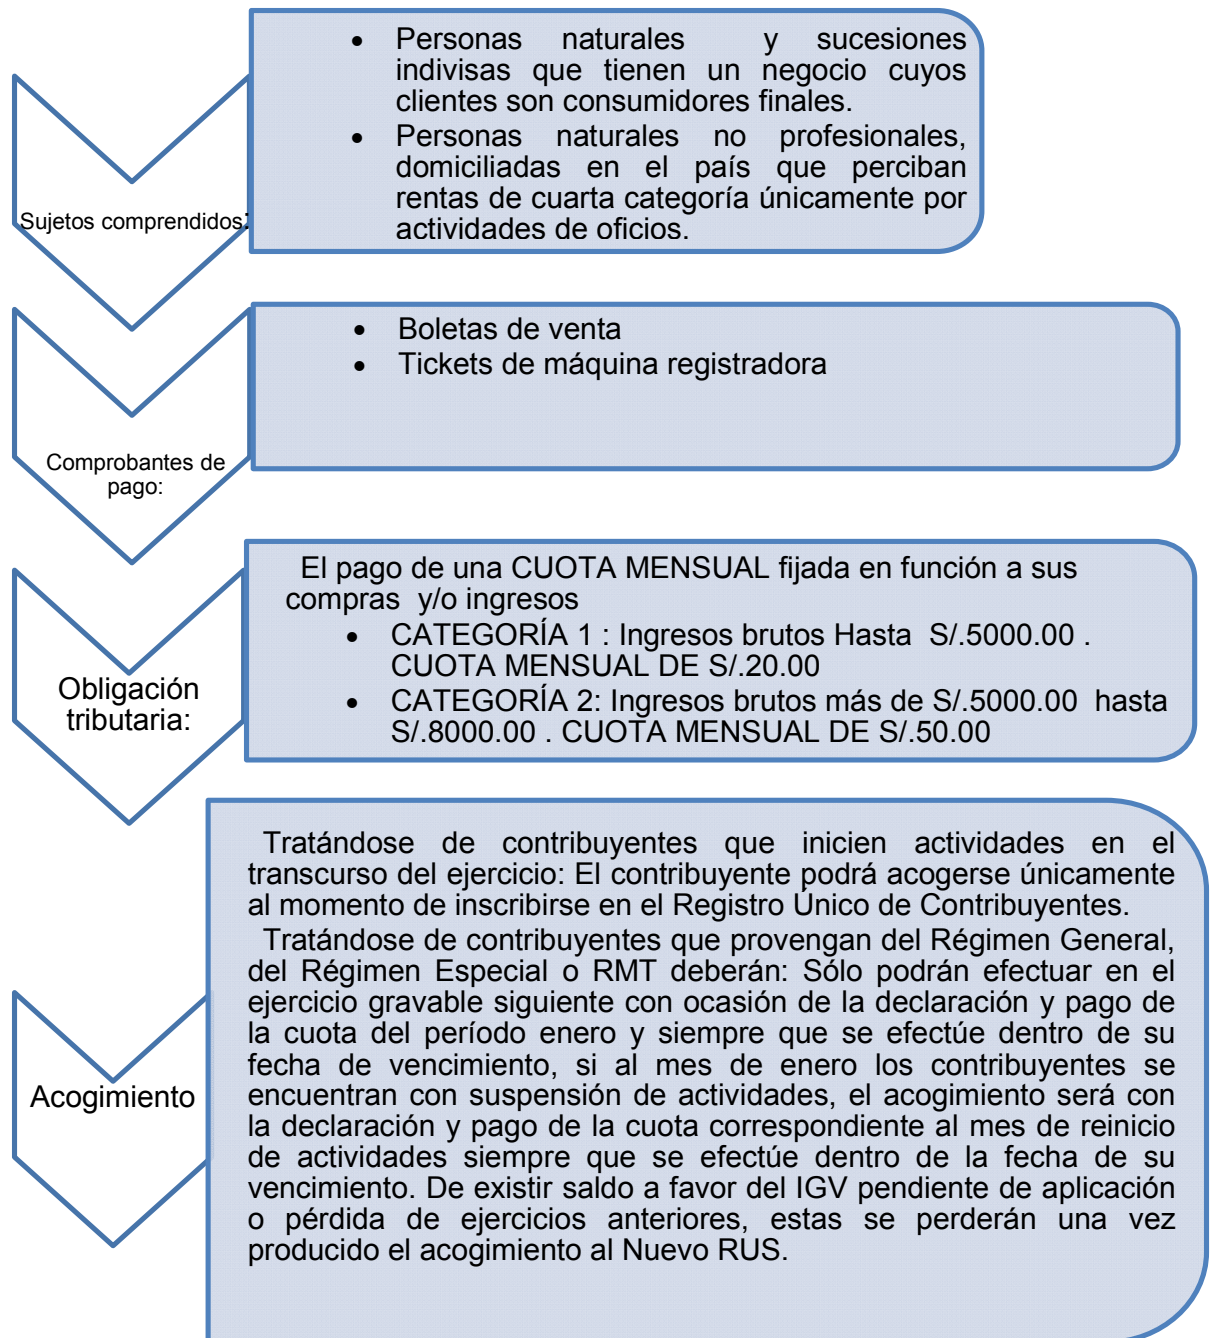 Sujetos comprendidos:
• Personas naturales y sucesiones
indivisas que tienen un negocio cuyos
clientes son consumidores finales.
• Personas naturales no profesionales,
domiciliadas en el país que perciban
rentas de cuarta categoría únicamente por
actividades de oficios.
Comprobantes de
pago:
• Boletas de venta
• Tickets de máquina registradora
Obligación
tributaria:
El pago de una CUOTA MENSUAL fijada en función a sus
compras y/o ingresos
• CATEGORÍA 1 : Ingresos brutos Hasta S/.5000.00 .
CUOTA MENSUAL DE S/.20.00
• CATEGORÍA 2: Ingresos brutos más de S/.5000.00 hasta
S/.8000.00 . CUOTA MENSUAL DE S/.50.00
Acogimiento
Tratándose de contribuyentes que inicien actividades en el
transcurso del ejercicio: El contribuyente podrá acogerse únicamente
al momento de inscribirse en el Registro Único de Contribuyentes.
Tratándose de contribuyentes que provengan del Régimen General,
del Régimen Especial o RMT deberán: Sólo podrán efectuar en el
ejercicio gravable siguiente con ocasión de la declaración y pago de
la cuota del período enero y siempre que se efectúe dentro de su
fecha de vencimiento, si al mes de enero los contribuyentes se
encuentran con suspensión de actividades, el acogimiento será con
la declaración y pago de la cuota correspondiente al mes de reinicio
de actividades siempre que se efectúe dentro de la fecha de su
vencimiento. De existir saldo a favor del IGV pendiente de aplicación
o pérdida de ejercicios anteriores, estas se perderán una vez
producido el acogimiento al Nuevo RUS.